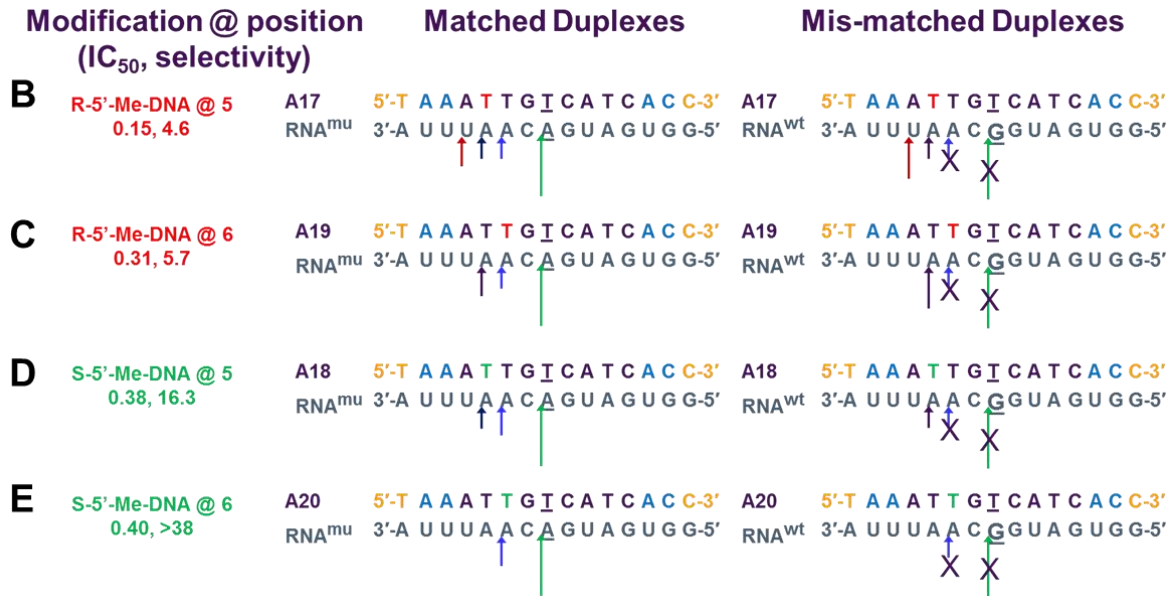 Modification @ position
(IC50, selectivity)
Matched Duplexes
Mis-matched Duplexes
B
R-5'-Me-DNA @ 5
0.15, 4.6
A17 5′-T A A A T T G T C A T C A C C-3′
RNAmu 3′-A U U U A A C A G U A G U G G-5′
A17 5′-T A A A T T G T C A T C A C C-3′
RNAwt 3′-A U U U A A C G G U A G U G G-5′
X X
C
R-5'-Me-DNA @ 6
0.31, 5.7
A19 5′-T A A A T T G T C A T C A C C-3′
RNAmu 3′-A U U U A A C A G U A G U G G-5′
A19 5′-T A A A T T G T C A T C A C C-3′
RNAwt 3′-A U U U A A C G G U A G U G G-5′
X X
D
S-5'-Me-DNA @ 5
0.38, 16.3
A18 5′-T A A A T T G T C A T C A C C-3′
RNAmu 3′-A U U U A A C A G U A G U G G-5′
A18 5′-T A A A T T G T C A T C A C C-3′
RNAwt 3′-A U U U A A C G G U A G U G G-5′
X X
E
S-5'-Me-DNA @ 6
0.40, >38
A20 5′-T A A A T T G T C A T C A C C-3′
RNAmu 3′-A U U U A A C A G U A G U G G-5′
A20 5′-T A A A T T G T C A T C A C C-3′
RNAwt 3′-A U U U A A C G G U A G U G G-5′
X X